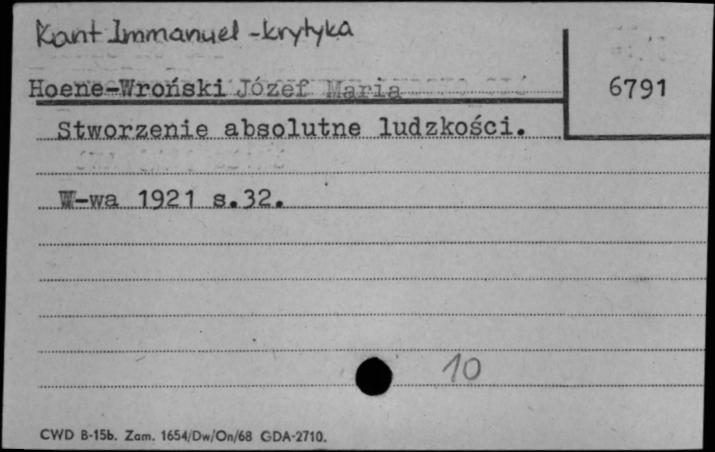 Kant Immanuel - krytyka
Hoene-Wroński Józef Maria
6791
Stworzenie absolutne ludzkości.
W-wa 1921 s.32.
10
CWD B-15b. Zam. 1654/Dw/On/68 GDA-2710.